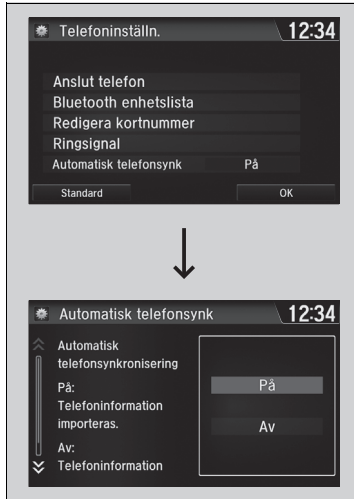 Telefoninställn.
12:34
Anslut telefon
Bluetooth enhetslista
Redigera kortnummer
Ringsignal
Automatisk telefonsynk På
Standard
OK
Automatisk telefonsynk
12:34
Automatisk
telefonsynkronisering
På:
Telefoninformation
importeras.
Av:
Telefoninformation
På
Av